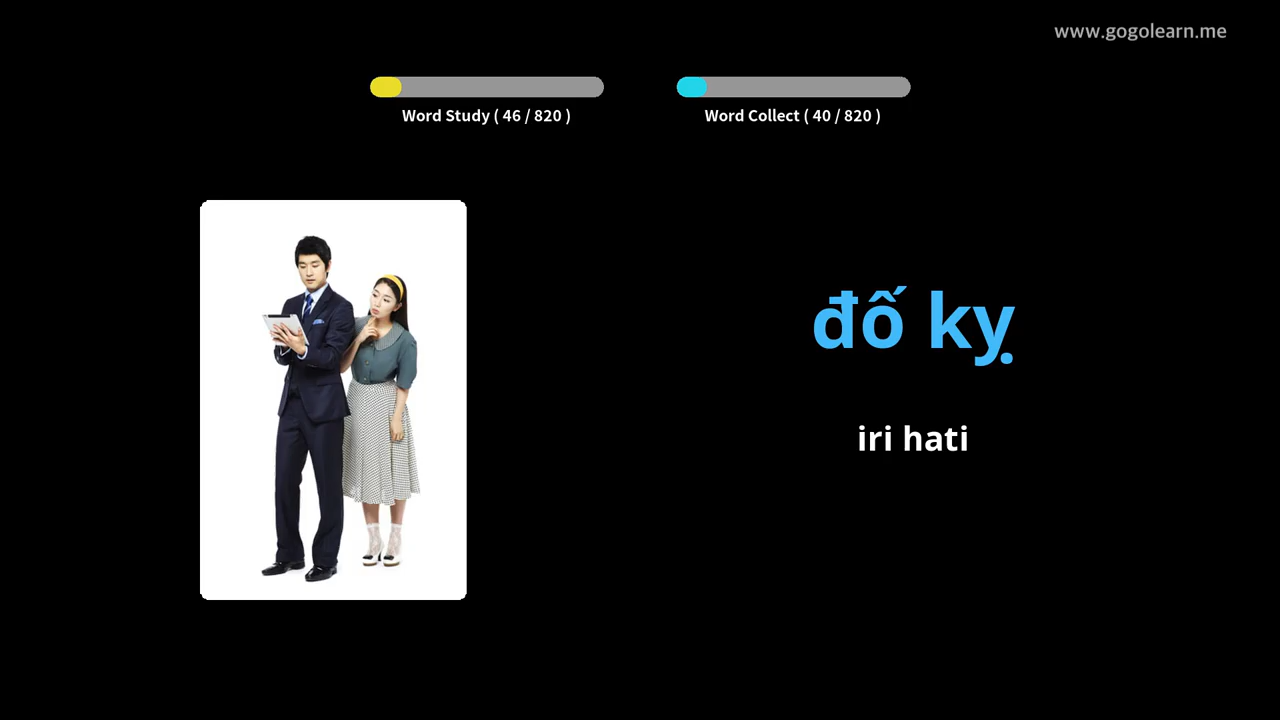 www.gogolearn.me
Word Study ( 46 / 820 )
Word Collect ( 40 / 820 )
đố kỵ
iri hati